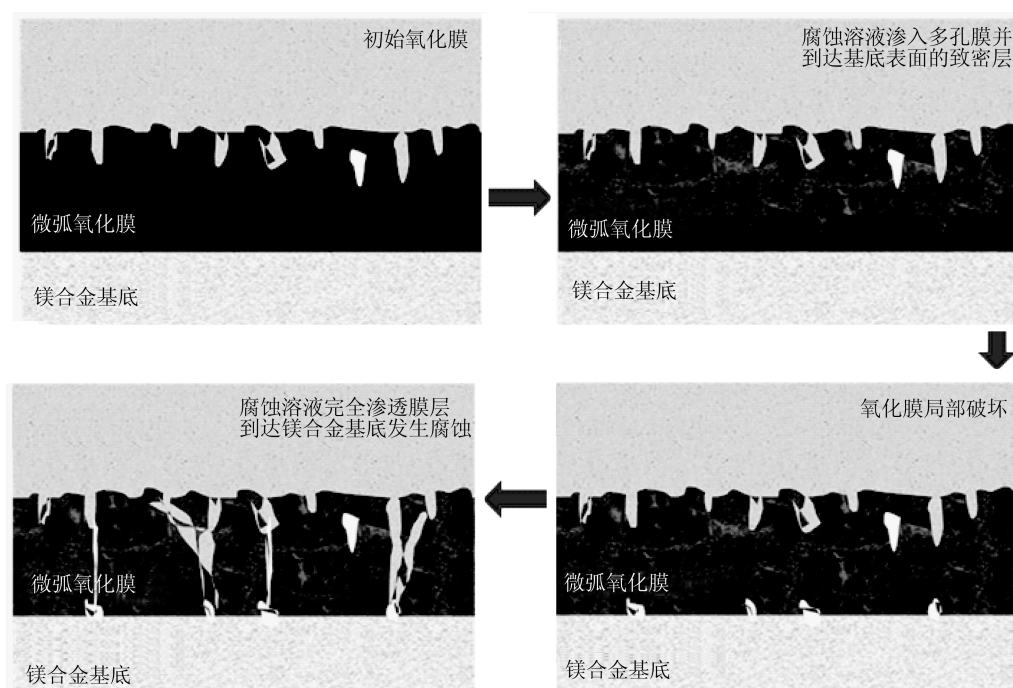 初始氧化膜
微弧氧化膜
镁合金基底
腐蚀溶液渗入多孔膜并
到达基底表面的致密层
微弧氧化膜
镁合金基底
氧化膜局部破坏
微弧氧化膜
镁合金基底
腐蚀溶液完全渗透膜层
到达镁合金基底发生腐蚀
微弧氧化膜
镁合金基底